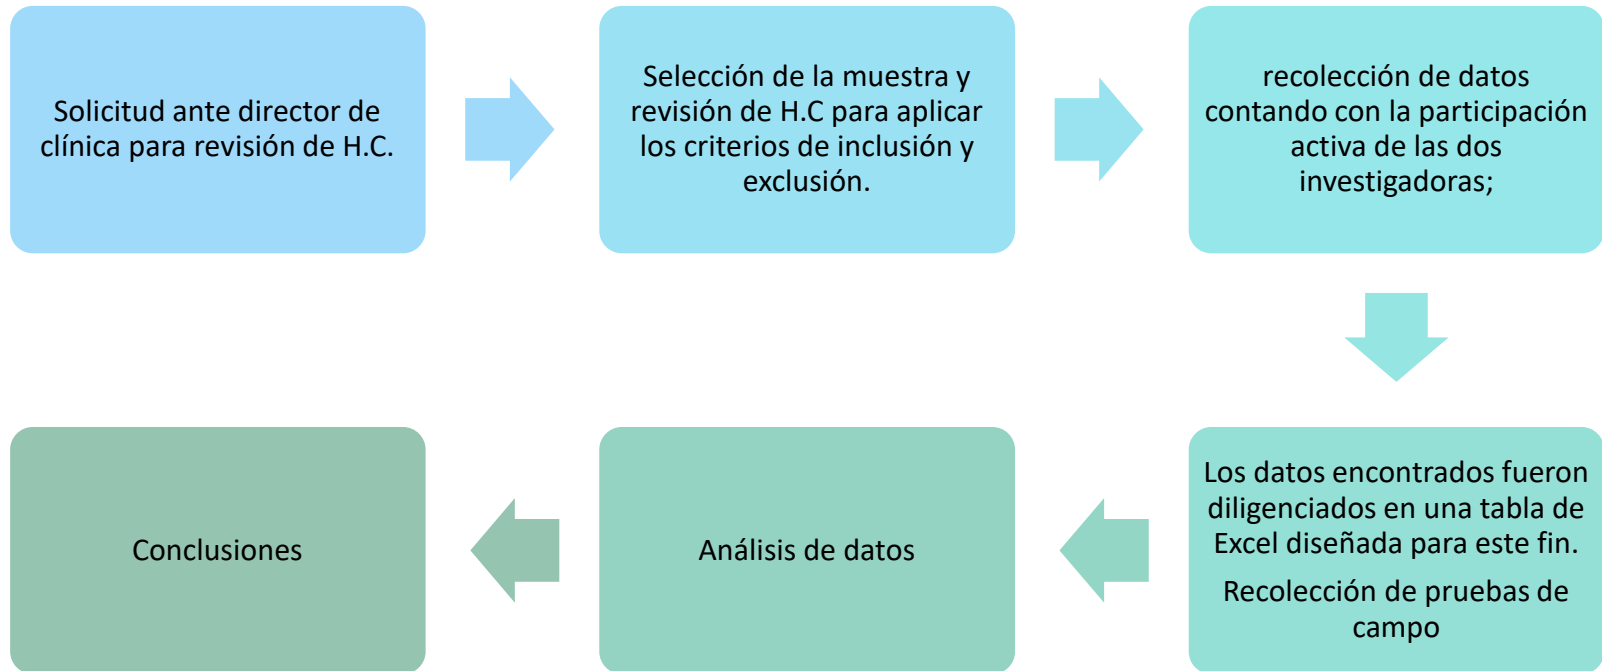 Solicitud ante director de
clínica para revisión de H.C.
Selección de la muestra y
revisión de H.C para aplicar
los criterios de inclusión y
exclusión.
recolección de datos
contando con la participación
activa de las dos
investigadoras;
Los datos encontrados fueron
diligenciados en una tabla de
Excel diseñada para este fin.
Recolección de pruebas de
campo
Análisis de datos
Conclusiones